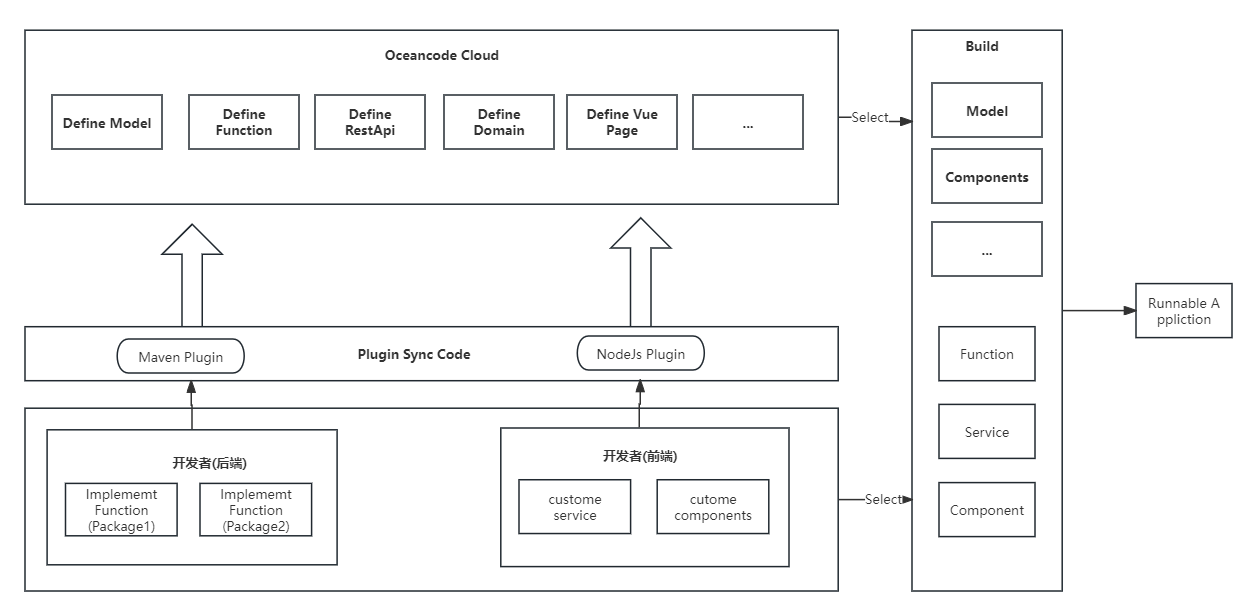 Oceancode Cloud
Define Model
Define
Function
Define
RestApi
Define
Domain
Define Vue
Page
...
Select
Build
Model
Components
...
Function
Service
Component
Runnable A
ppliction
Maven Plugin
Plugin Sync Code
NodeJs Plugin
开发者(后端)
Implememt
Function
(Package1)
Implememt
Function
(Package2)
开发者(前端)
custome
service
cutome
components
Select